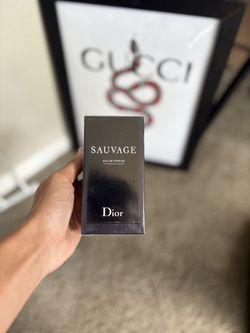 GUCCI
SAUVAGE
EAU DE PARFUM
Dior